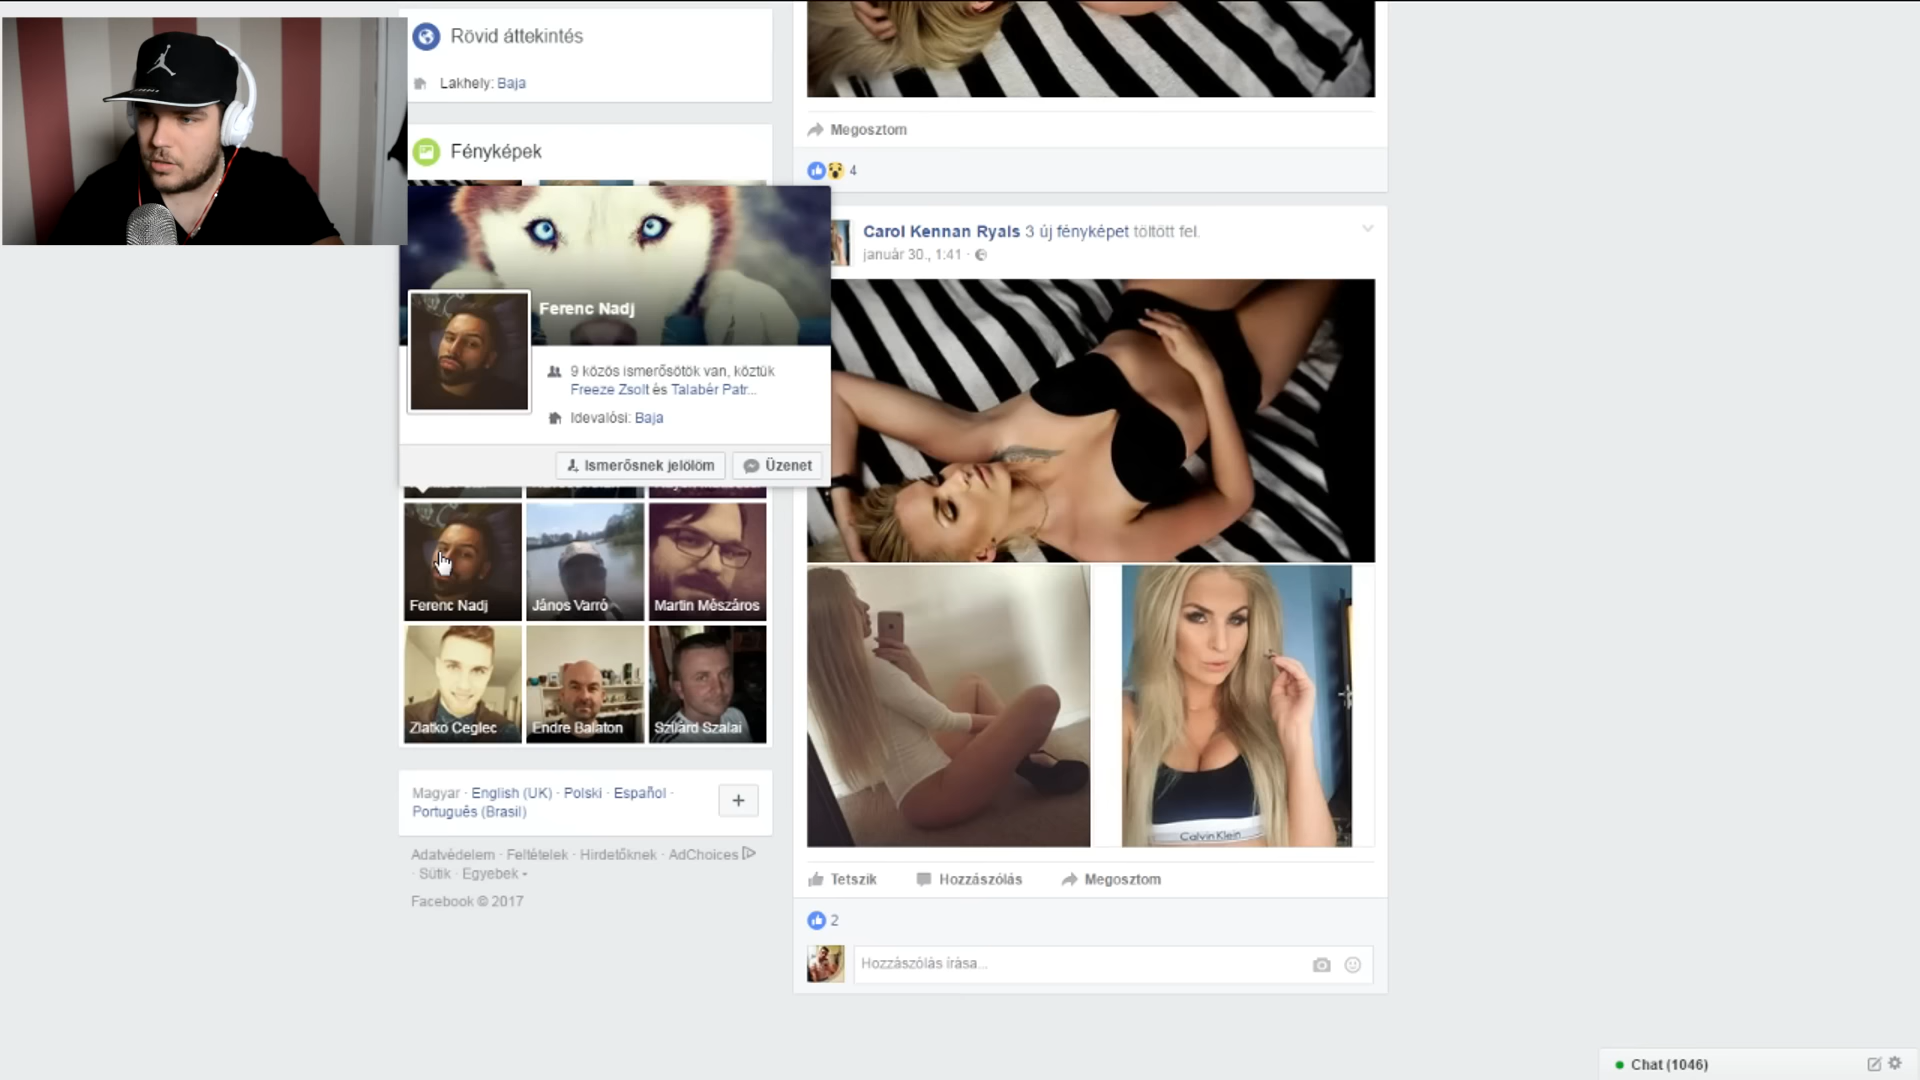 Rövid áttekintés
Lakhely: Baja
Fényképek
Ferenc Nadj
9 közös ismerősötök van, köztük
Freeze Zsolt és Talabér Patr...
Idevalósi: Baja
Ismerősnek jelölöm
Üzenet
Ferenc Nadj
János Varró
Martin Mészáros
Zlatko Ceglec
Endre Balaton
Szilárd Szalai
Magyar · English (UK) · Polski · Español ·
Português (Brasil)
+
Adatvédelem · Feltételek · Hirdetőknek · AdChoices
· Sütik · Egyebek
Facebook © 2017
Megosztom
4
Carol Kennan Ryals 3 új fényképet töltött fel.
január 30., 1:41 ·
Calvin Klein
Tetszik
Hozzászólás
Megosztom
2
Hozzászólás írása...
Chat (1046)